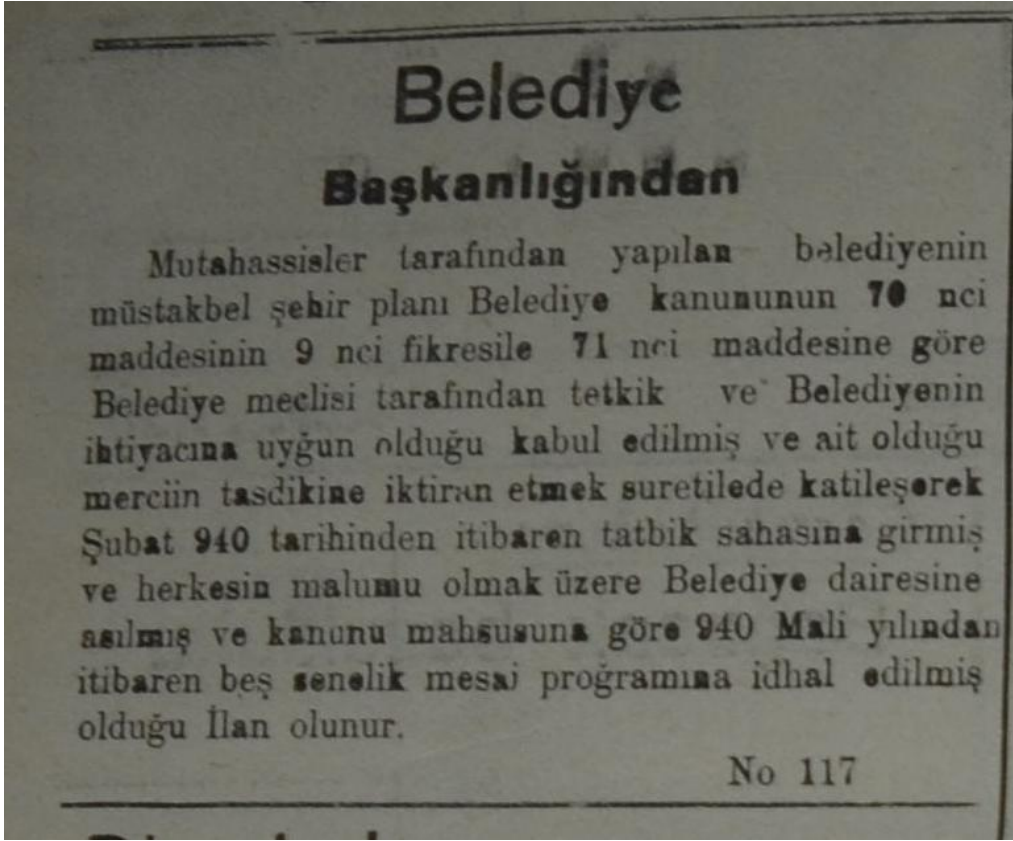 Belediye
Başkanlığından
Mutahassisler tarafından yapılan belediyenin
müstakbel şehir planı Belediye kanununun 70 nci
maddesinin 9 nci fikresile 71 nci maddesine göre
Belediye meclisi tarafından tetkik ve Belediyenin
ihtiyacına uyğun olduğu kabul edilmiş ve ait olduğu
merciin tasdikine iktiran etmek suretilede katileşerek
Şubat 940 tarihinden itibaren tatbik sahasına girmiş
ve herkesin malumu olmak üzere Belediye dairesine
asılmış ve kanunu mahsusuna göre 940 Mali yılından
itibaren beş senelik mesai proğramına idhal edilmiş
olduğu İlan olunur.
No 117